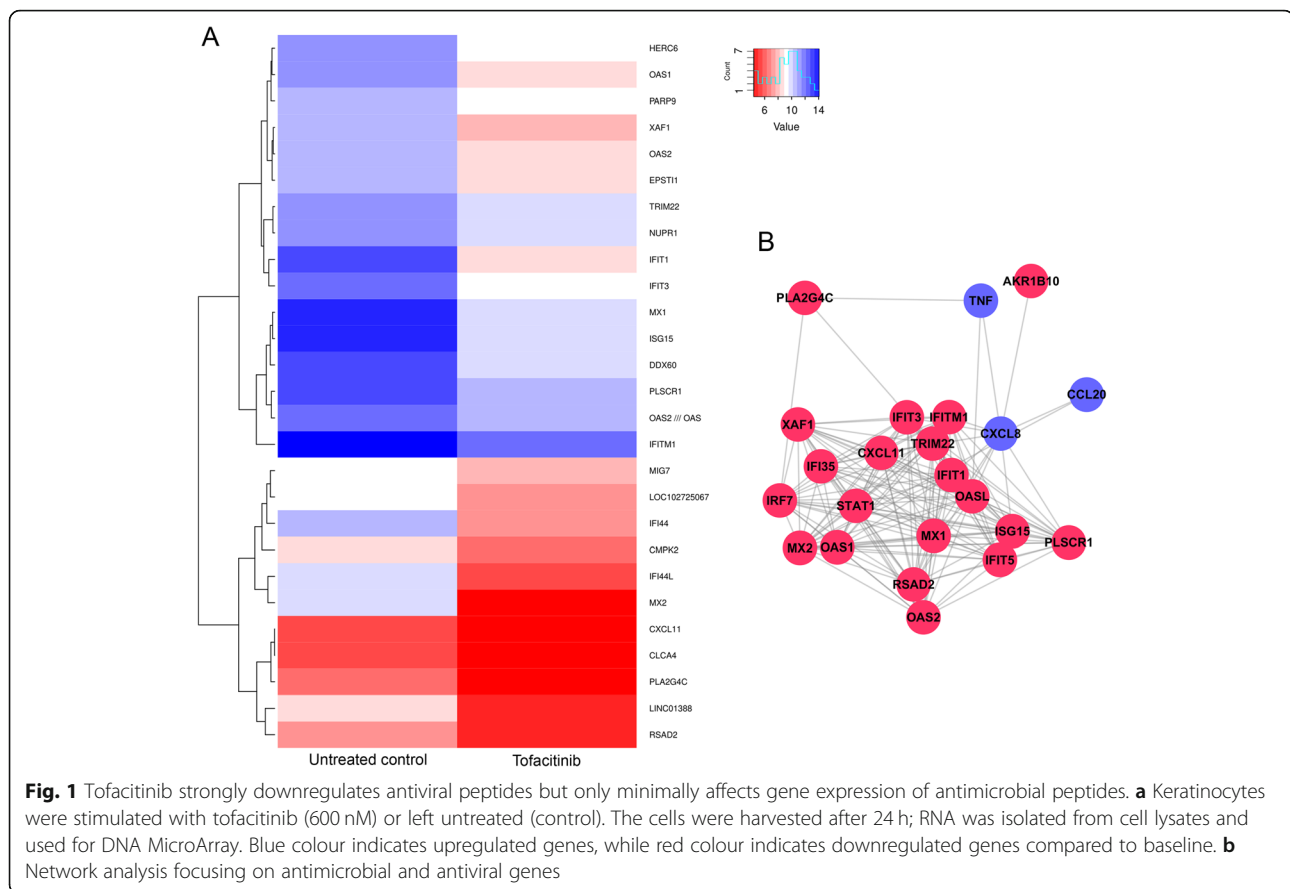 A
HERC6
OAS1
PARP9
XAF1
OAS2
EPSTI1
TRIM22
NUPR1
IFIT1
IFIT3
MX1
ISG15
DDX60
PLSCR1
OAS2 /// OAS
IFITM1
MIG7
LOC102725067
IFI44
CMPK2
IFI44L
MX2
CXCL11
CLCA4
PLA2G4C
LINC01388
RSAD2
Untreated control Tofacitinib
7
Count
1
6 10 14
Value
B
AKR1B10
PLA2G4C
TNF
CCL20
IFIT3
IFITM1
XAF1
CXCL8
TRIM22
CXCL11
IFI35
IFIT1
OASL
IRF7
STAT1
ISG15
MX1
PLSCR1
MX2
OAS1
IFIT5
RSAD2
OAS2
Fig. 1 Tofacitinib strongly downregulates antiviral peptides but only minimally affects gene expression of antimicrobial peptides. a Keratinocytes
were stimulated with tofacitinib (600 nM) or left untreated (control). The cells were harvested after 24 h; RNA was isolated from cell lysates and
used for DNA MicroArray. Blue colour indicates upregulated genes, while red colour indicates downregulated genes compared to baseline. b
Network analysis focusing on antimicrobial and antiviral genes